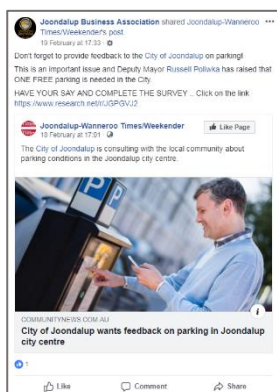 Joondalup Business Association shared Joondalup-Wanneroo
Times/Weekender's post.
19 February at 17:33
Don't forget to provide feedback to the City of Joondalup on parking!
This is an important issue and Deputy Mayor Russell Poliwka has raised that
ONE FREE parking is needed in the City.
HAVE YOUR SAY AND COMPLETE THE SURVEY .. Click on the link
https://www.research.net/r/JGPGVJ2
Joondalup-Wanneroo Times/Weekender
Like Page
19 February at 17:01
The City of Joondalup is consulting with the local community about
parking conditions in the Joondalup city centre.
P
COMMUNITYNEWS.COM.AU
City of Joondalup wants feedback on parking in Joondalup
city centre
1
Like Comment Share